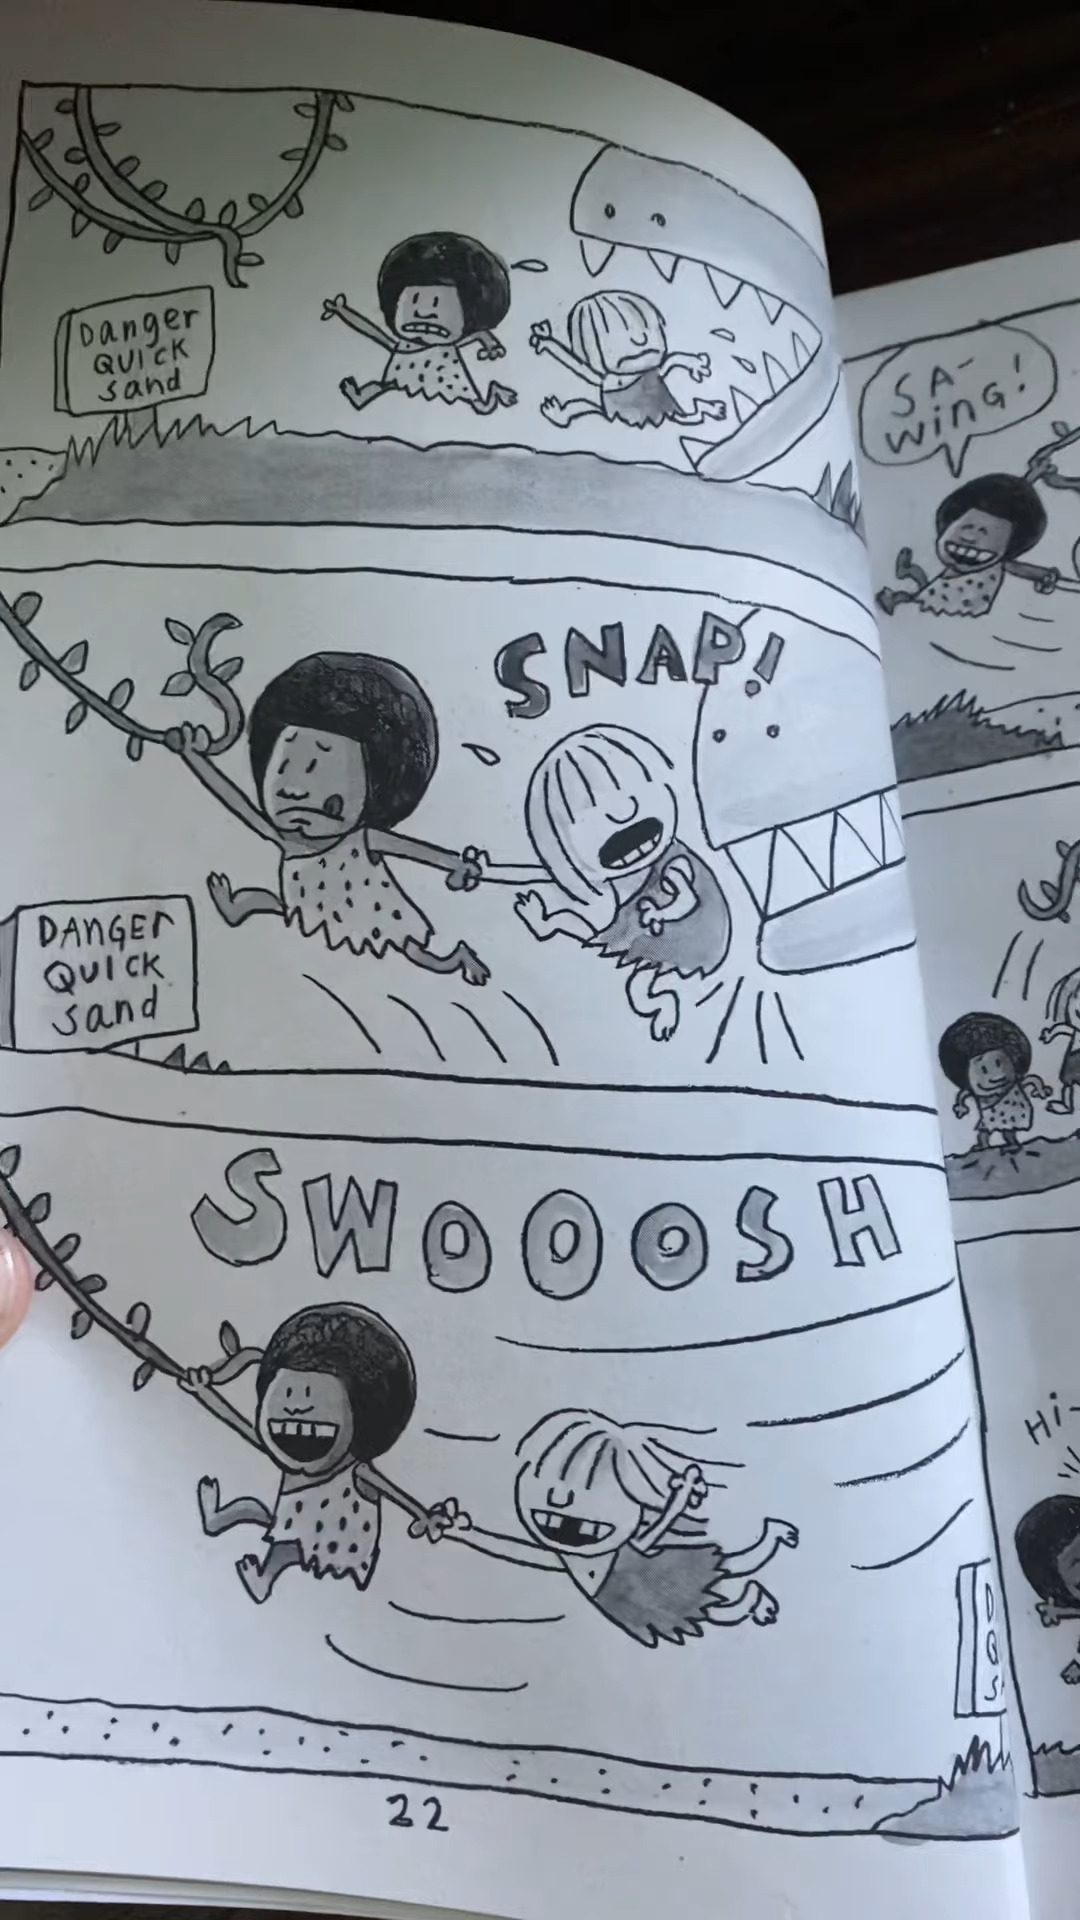 Danger
QUICK
sand
SNAP!
DANGER
QUICK
sand
SWOOOSH
D
Q
S
22
SA-
WiNG!
Hi-